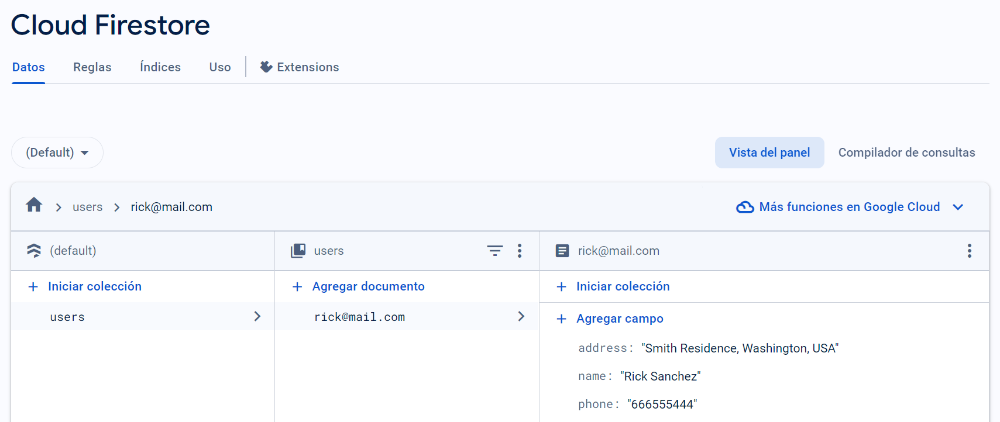 Cloud Firestore
Datos Reglas Índices Uso Extensions
(Default) Vista del panel Compilador de consultas
users rick@mail.com Más funciones en Google Cloud
(default) users rick@mail.com
+ Iniciar colección + Agregar documento + Iniciar colección
users rick@mail.com
+ Agregar campo
address: "Smith Residence, Washington, USA"
name: "Rick Sanchez"
phone: "666555444"